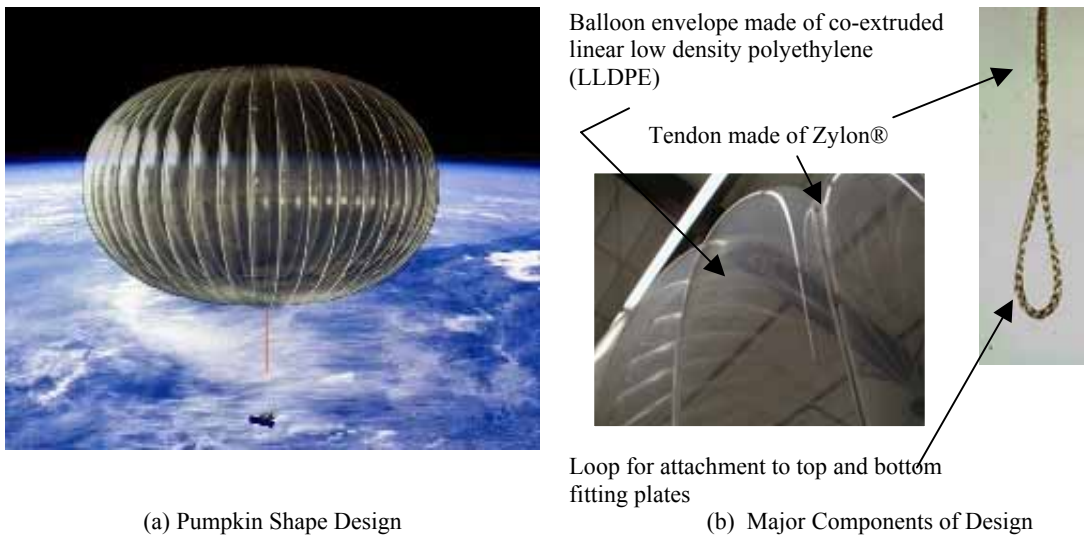 Balloon envelope made of co-extruded
linear low density polyethylene
(LLDPE)
Tendon made of Zylon®
Loop for attachment to top and bottom
fitting plates
(a) Pumpkin Shape Design
(b) Major Components of Design